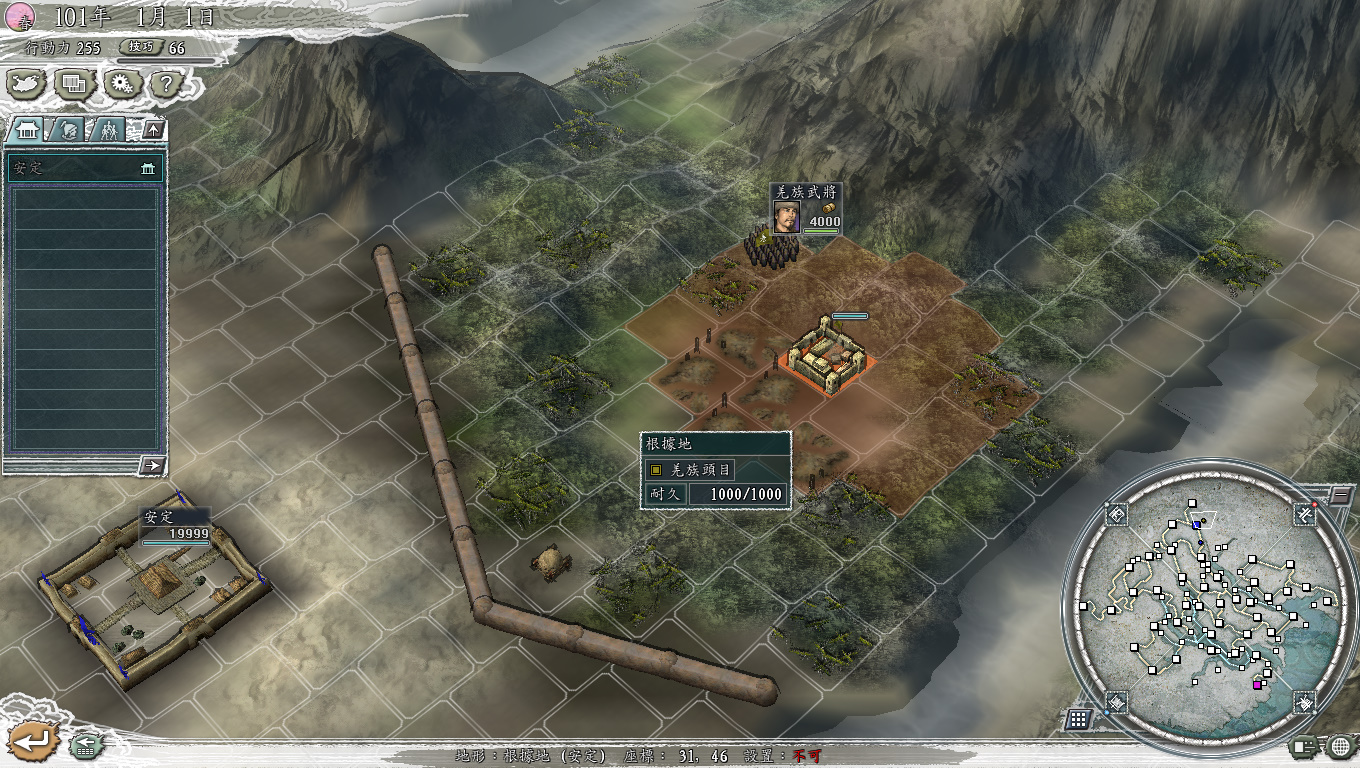 春 101年 1月 1日
行動力 255 技巧 66
?
安定
羌族武將
4000
根據地
羌族頭目
耐久 1000/1000
安定
19999
地形：根據地 (安定) 座標： 31, 46 設置：不可